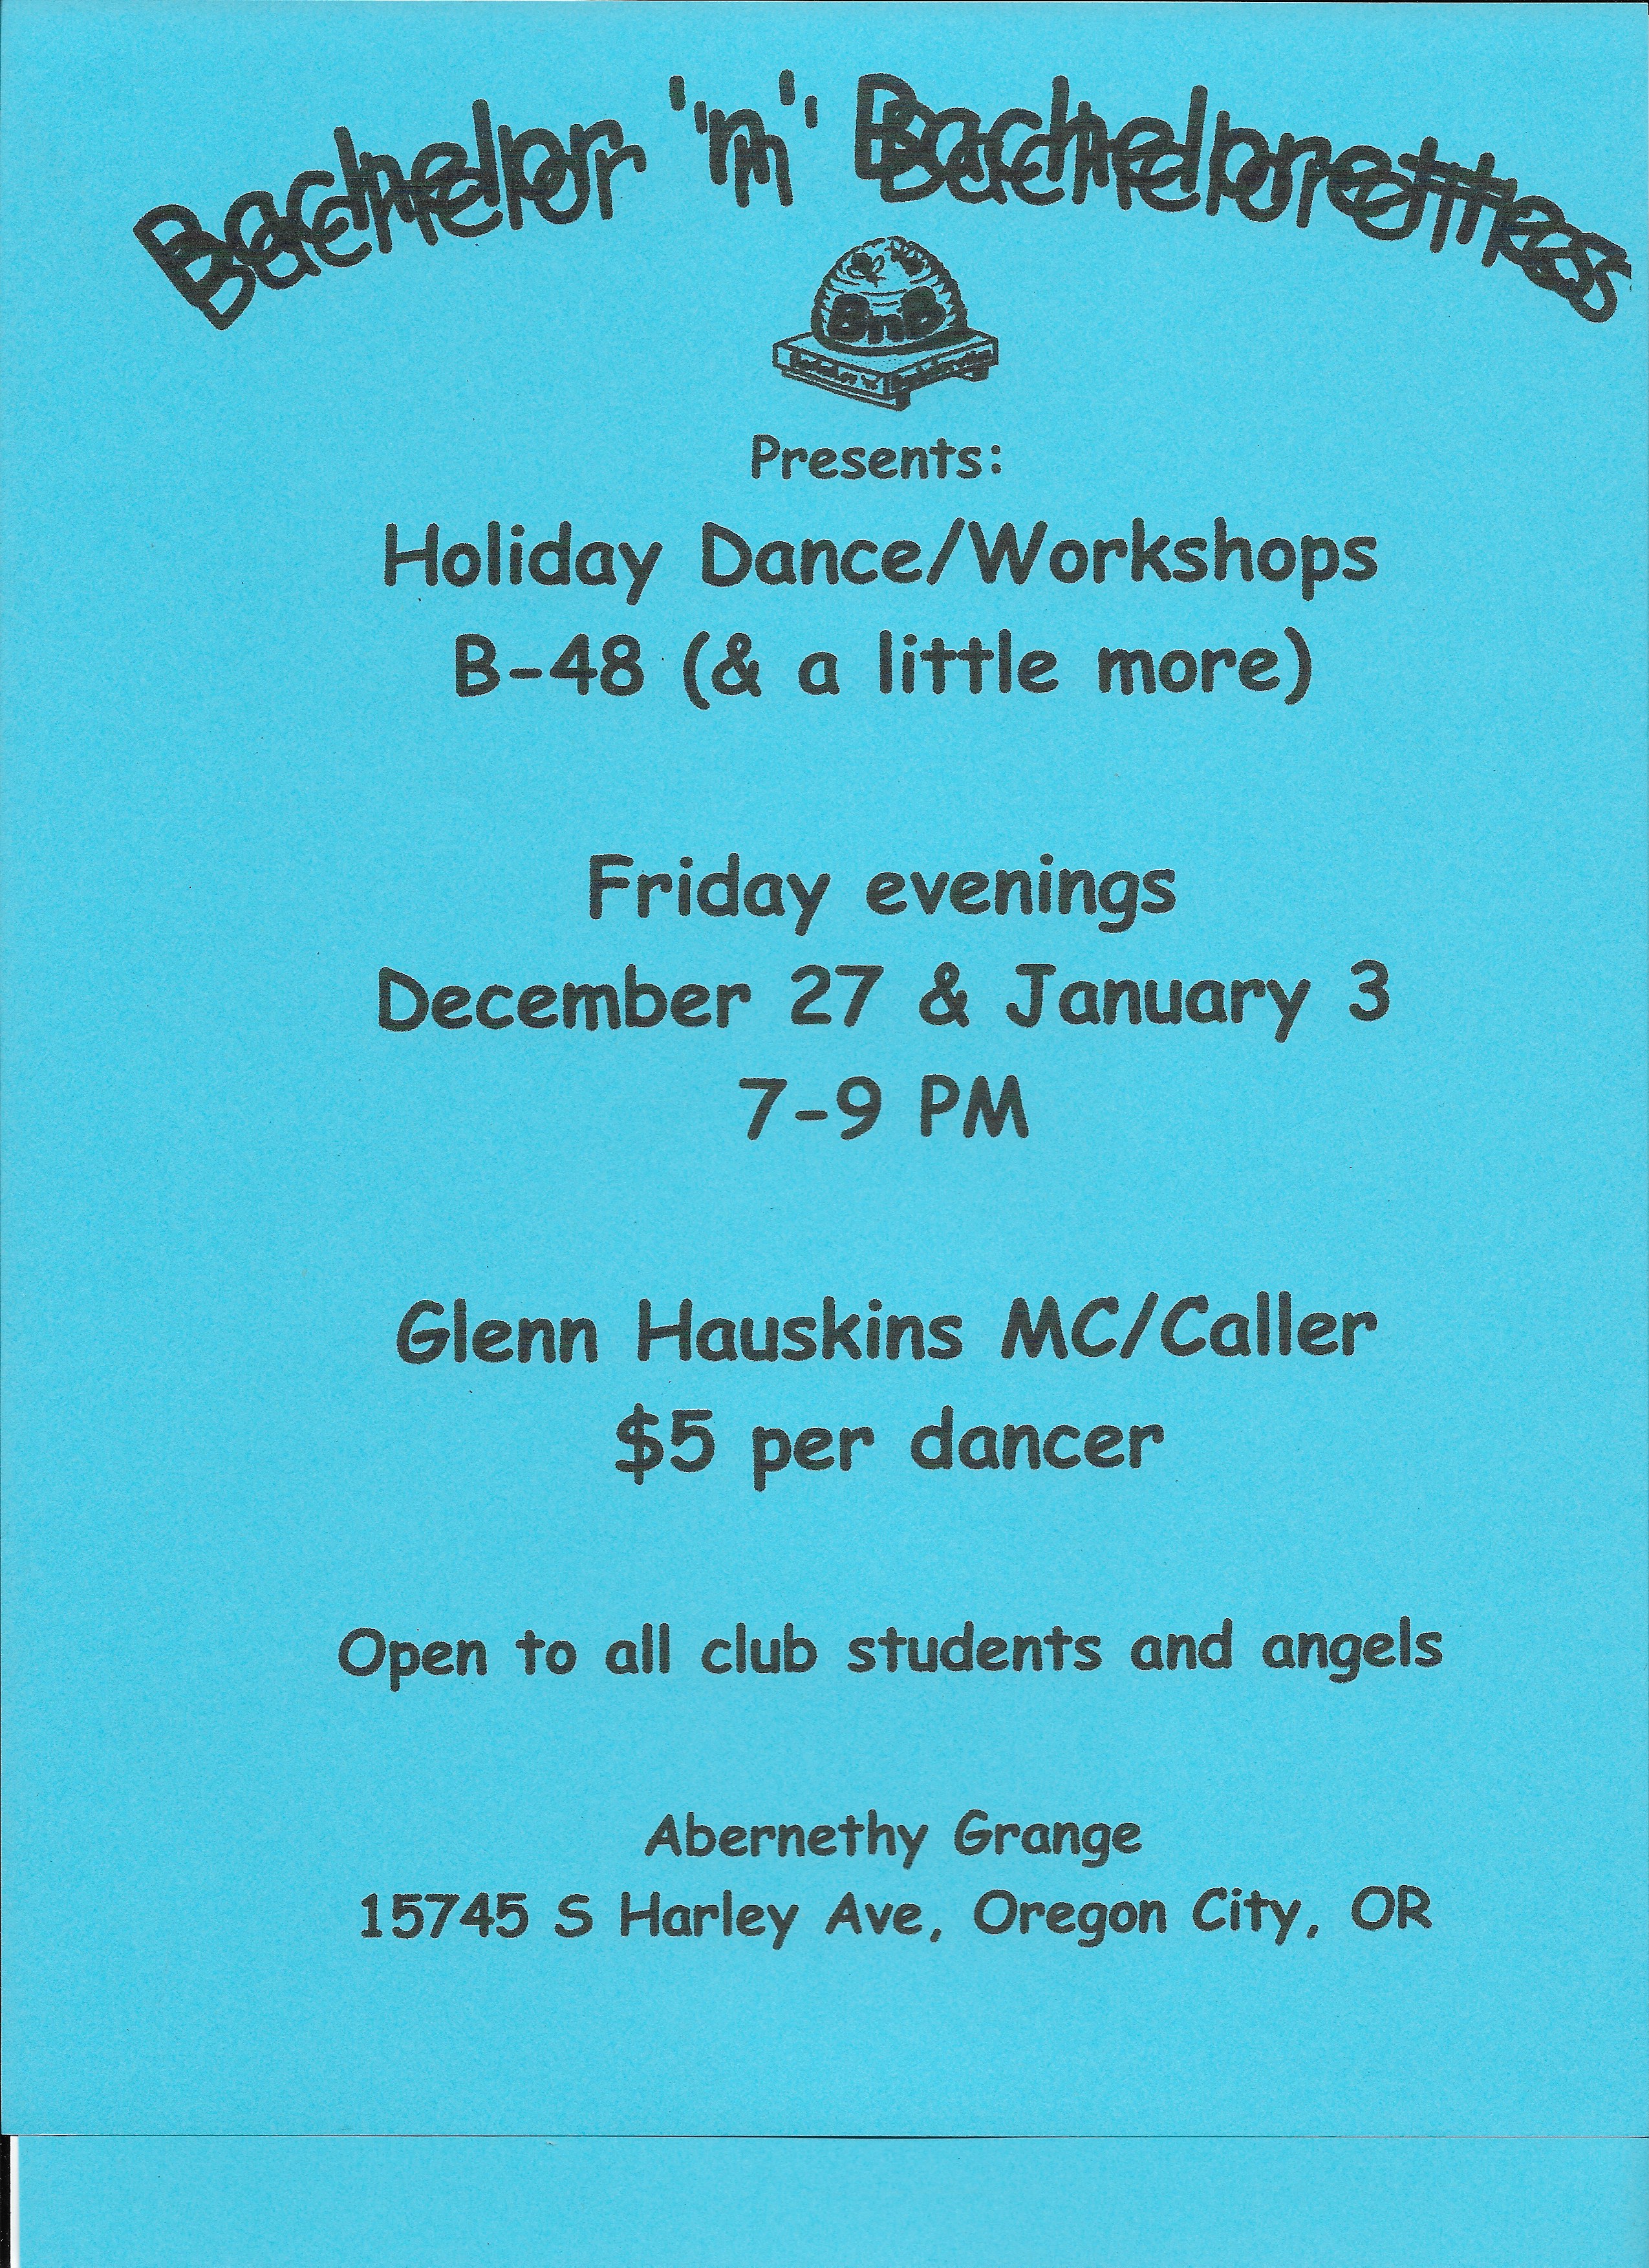 Bachelor 'n' Bachelorettes
BnB
Bachelor 'n' Bachelorettes
Presents:
Holiday Dance/Workshops
B-48 (& a little more)
Friday evenings
December 27 & January 3
7-9 PM
Glenn Hauskins MC/Caller
$5 per dancer
Open to all club students and angels
Abernethy Grange
15745 S Harley Ave, Oregon City, OR